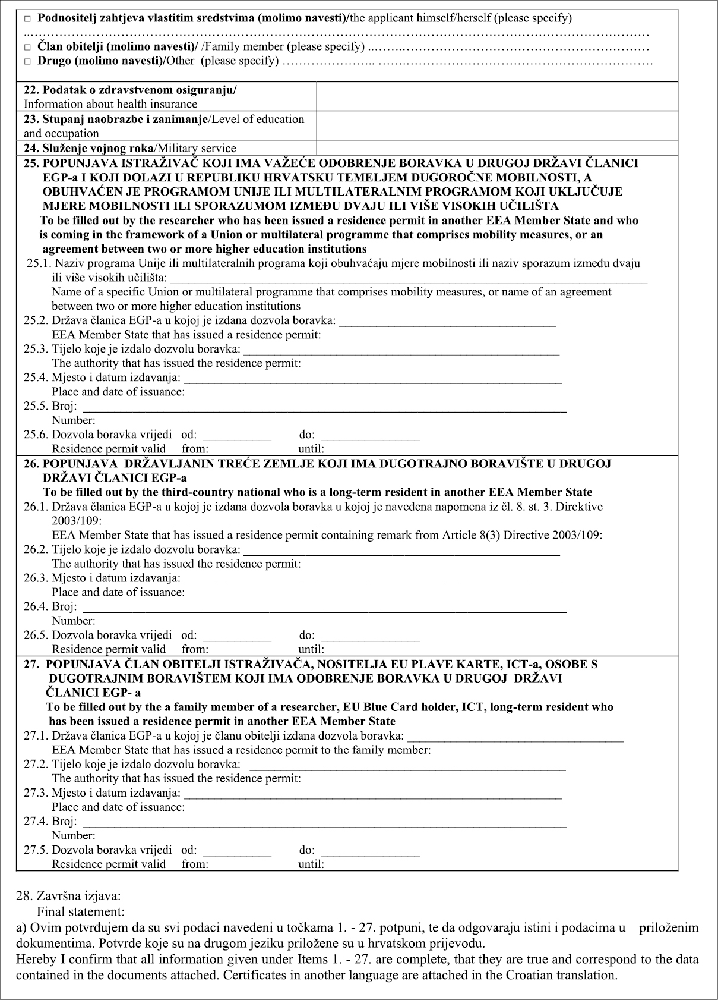 □ Podnositelj zahtjeva vlastitim sredstvima (molimo navesti)/the applicant himself/herself (please specify)
..……………………………………………………………………………………………………………………………………
□ Član obitelji (molimo navesti)/ /Family member (please specify) ..…….……………………………………………………
□ Drugo (molimo navesti)/Other (please specify) ………………….. …….……………………………………………………
22. Podatak o zdravstvenom osiguranju/
Information about health insurance
23. Stupanj naobrazbe i zanimanje/Level of education
and occupation
24. Služenje vojnog roka/Military service
25. POPUNJAVA ISTRAŽIVAČ KOJI IMA VAŽEĆE ODOBRENJE BORAVKA U DRUGOJ DRŽAVI ČLANICI
EGP-a I KOJI DOLAZI U REPUBLIKU HRVATSKU TEMELJEM DUGOROČNE MOBILNOSTI, A
OBUHVAĆEN JE PROGRAMOM UNIJE ILI MULTILATERALNIM PROGRAMOM KOJI UKLJUČUJE
MJERE MOBILNOSTI ILI SPORAZUMOM IZMEĐU DVAJU ILI VIŠE VISOKIH UČILIŠTA
To be filled out by the researcher who has been issued a residence permit in another EEA Member State and who
is coming in the framework of a Union or multilateral programme that comprises mobility measures, or an
agreement between two or more higher education institutions
25.1. Naziv programa Unije ili multilateralnih programa koji obuhvaćaju mjere mobilnosti ili naziv sporazum između dvaju
ili više visokih učilišta: ____________________
Name of a specific Union or multilateral programme that comprises mobility measures, or name of an agreement
between two or more higher education institutions
25.2. Država članica EGP-a u kojoj je izdana dozvola boravka: ____________________
EEA Member State that has issued a residence permit:
25.3. Tijelo koje je izdalo dozvolu boravka: ____________________
The authority that has issued the residence permit:
25.4. Mjesto i datum izdavanja: ____________________
Place and date of issuance:
25.5. Broj: ____________________
Number:
25.6. Dozvola boravka vrijedi od: ___________ do: ________________
Residence permit valid from: until:
26. POPUNJAVA DRŽAVLJANIN TREĆE ZEMLJE KOJI IMA DUGOTRAJNO BORAVIŠTE U DRUGOJ
DRŽAVI ČLANICI EGP-a
To be filled out by the third-country national who is a long-term resident in another EEA Member State
26.1. Država članica EGP-a u kojoj je izdana dozvola boravka u kojoj je navedena napomena iz čl. 8. st. 3. Direktive
2003/109: ____________________
EEA Member State that has issued a residence permit containing remark from Article 8(3) Directive 2003/109:
26.2. Tijelo koje je izdalo dozvolu boravka: ____________________
The authority that has issued the residence permit:
26.3. Mjesto i datum izdavanja: ____________________
Place and date of issuance:
26.4. Broj: ____________________
Number:
26.5. Dozvola boravka vrijedi od: ___________ do: ________________
Residence permit valid from: until:
27. POPUNJAVA ČLAN OBITELJI ISTRAŽIVAČA, NOSITELJA EU PLAVE KARTE, ICT-a, OSOBE S
DUGOTRAJNIM BORAVIŠTEM KOJI IMA ODOBRENJE BORAVKA U DRUGOJ DRŽAVI
ČLANICI EGP- a
To be filled out by the a family member of a researcher, EU Blue Card holder, ICT, long-term resident who
has been issued a residence permit in another EEA Member State
27.1. Država članica EGP-a u kojoj je članu obitelji izdana dozvola boravka: ____________________
EEA Member State that has issued a residence permit to the family member:
27.2. Tijelo koje je izdalo dozvolu boravka: ____________________
The authority that has issued the residence permit:
27.3. Mjesto i datum izdavanja: ____________________
Place and date of issuance:
27.4. Broj: ____________________
Number:
27.5. Dozvola boravka vrijedi od: ___________ do: ________________
Residence permit valid from: until:
28. Završna izjava:
Final statement:
a) Ovim potvrđujem da su svi podaci navedeni u točkama 1. - 27. potpuni, te da odgovaraju istini i podacima u priloženim
dokumentima. Potvrde koje su na drugom jeziku priložene su u hrvatskom prijevodu.
Hereby I confirm that all information given under Items 1. - 27. are complete, that they are true and correspond to the data
contained in the documents attached. Certificates in another language are attached in the Croatian translation.